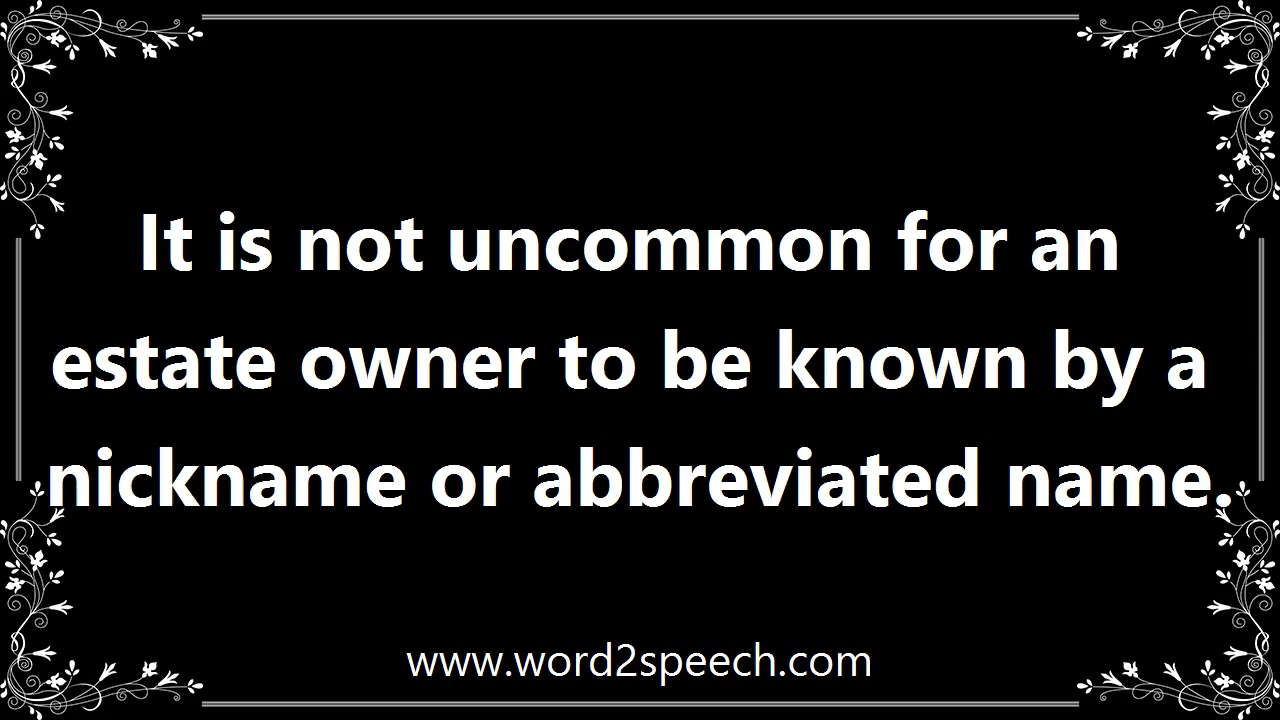 It is not uncommon for an
estate owner to be known by a
nickname or abbreviated name.
www.word2speech.com